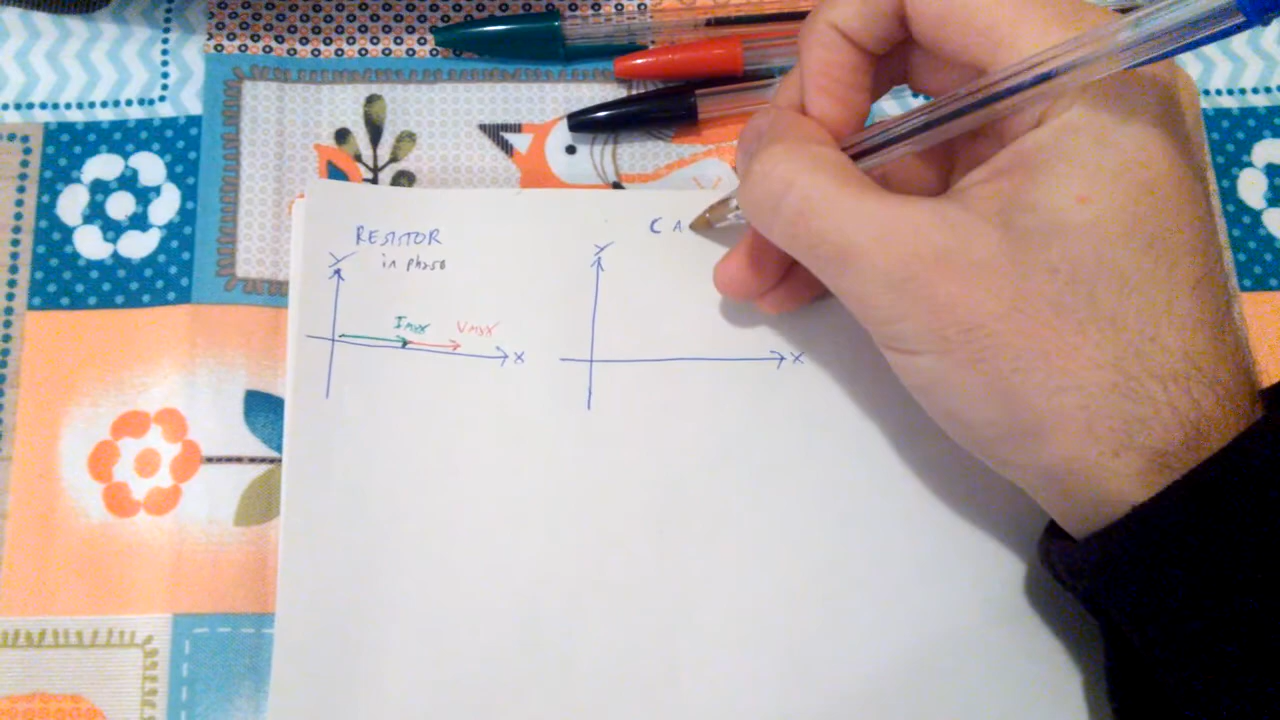 RESISTOR
in phase
Y
Imax Vmax
X
CA
Y
X